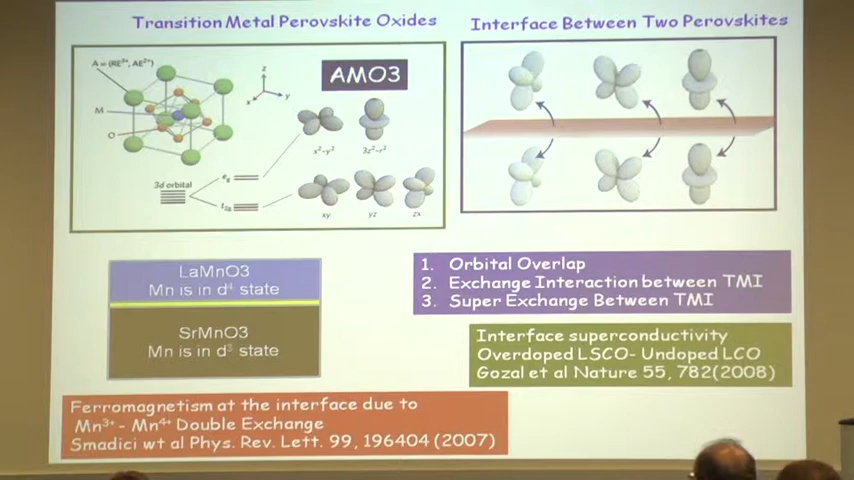 Transition Metal Perovskite Oxides
A = (RE³⁺, AE²⁺)
M
O
z
y
x
AMO3
x²-y²
3z²-r²
3d orbital
e_g
t_2g
xy
yz
zx
Interface Between Two Perovskites
LaMnO3
Mn is in d⁴ state
SrMnO3
Mn is in d³ state
1. Orbital Overlap
2. Exchange Interaction between TMI
3. Super Exchange Between TMI
Interface superconductivity
Overdoped LSCO- Undoped LCO
Gozal et al Nature 55, 782(2008)
Ferromagnetism at the interface due to
Mn³⁺- Mn⁴⁺ Double Exchange
Smadici wt al Phys. Rev. Lett. 99, 196404 (2007)